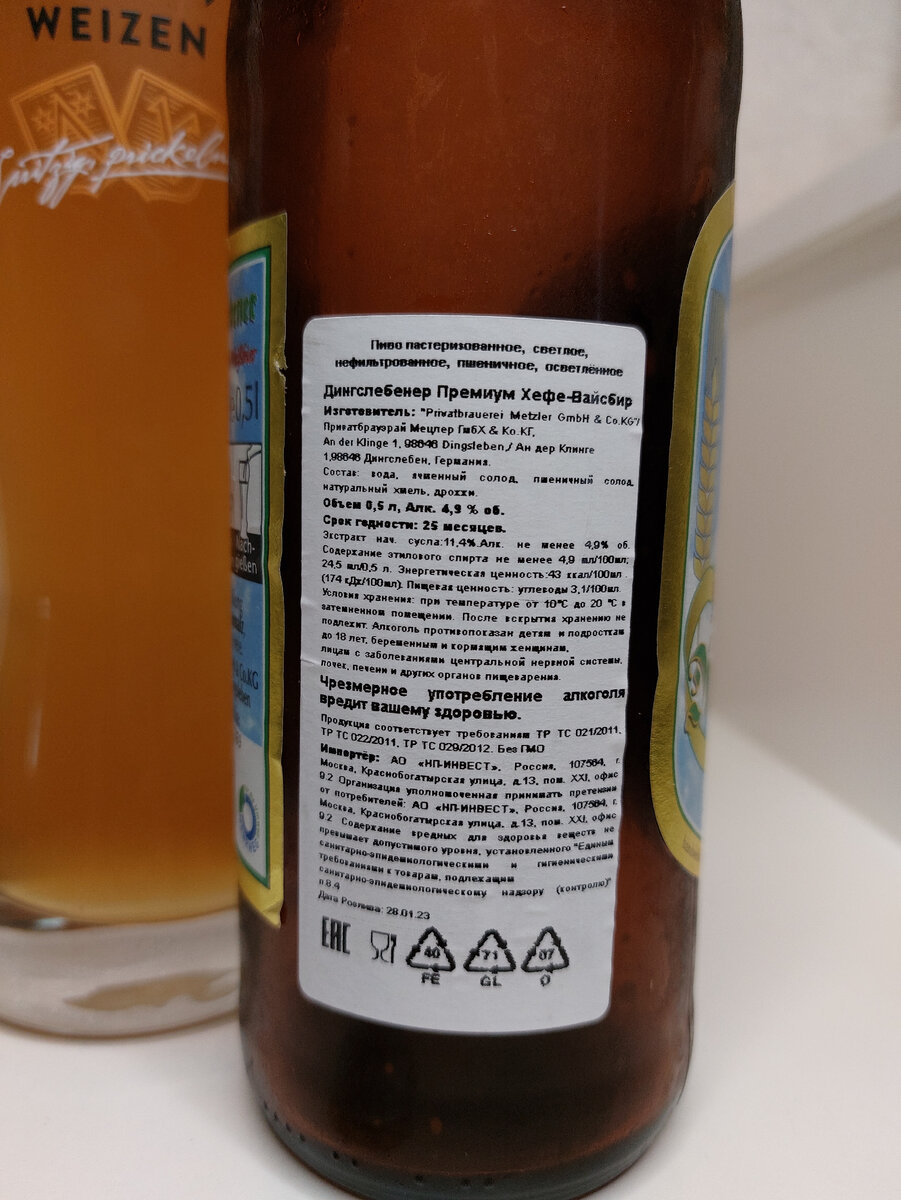 WEIZEN
Spritzig prickeln
0,5l
Co.KG
Пиво пастеризованное, светлое,
нефильтрованное, пшеничное, осветлённое
Дингслебенер Премиум Хефе-Вайсбир
Изготовитель: "Privatbrauerei Metzler GmbH & Co.KG"/
Приватбрауэрай Мецлер ГмбХ & Ко.КГ,
An der Klinge 1, 98646 Dingsleben,/ Ан дер Клинге
1,98646 Дингслебен, Германия.
Состав: вода, ячменный солод, пшеничный солод,
натуральный хмель, дрожжи.
Объем 0,5 л, Алк. 4,9 % об.
Срок годности: 25 месяцев.
Экстракт нач. сусла:11,4%.Алк. не менее 4,9% об.
Содержание этилового спирта не менее 4,9 мл/100мл;
24,5 мл/0,5 л. Энергетическая ценность:43 ккал/100мл
(174 кДж/100мл). Пищевая ценность: углеводы 3,1/100мл.
Условия хранения: при температуре от 10°С до 20 °С в
затемненном помещении. После вскрытия хранению не
подлежит. Алкоголь противопоказан детям и подросткам
до 18 лет, беременным и кормящим женщинам,
лицам с заболеваниями центральной нервной системы,
почек, печени и других органов пищеварения.
Чрезмерное употребление алкоголя
вредит вашему здоровью.
Продукция соответствует требованиям ТР ТС 021/2011,
ТР ТС 022/2011, ТР ТС 029/2012. Без ГМО
Импортёр: АО «НП-ИНВЕСТ», Россия, 107564, г.
Москва, Краснобогатырская улица, д.13, пом. XXI, офис
9.2 Организация уполномоченная принимать претензии
от потребителей: АО «НП-ИНВЕСТ», Россия, 107564, г.
Москва, Краснобогатырская улица, д.13, пом. XXI, офис
9.2 Содержание вредных для здоровья веществ не
превышает допустимого уровня, установленного "Единым
санитарно-эпидемиологическими и гигиеническими
требованиями к товарам, подлежащим
санитарно-эпидемиологическому надзору (контролю)"
п 8.4
Дата Розлива: 28.01.23
ЕАС
40 71 07
FE GL O